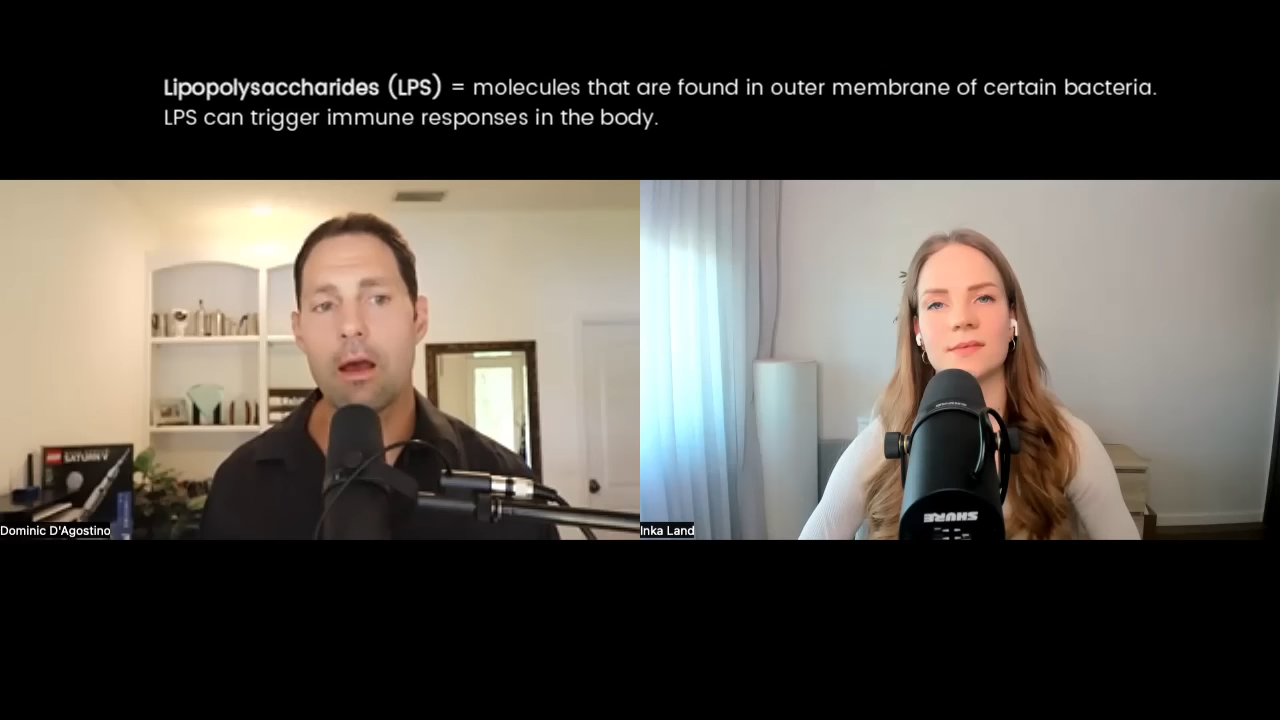 Lipopolysaccharides (LPS) = molecules that are found in outer membrane of certain bacteria.
LPS can trigger immune responses in the body.
SATURN V
Dominic D'Agostino
Inka Land
SHURE